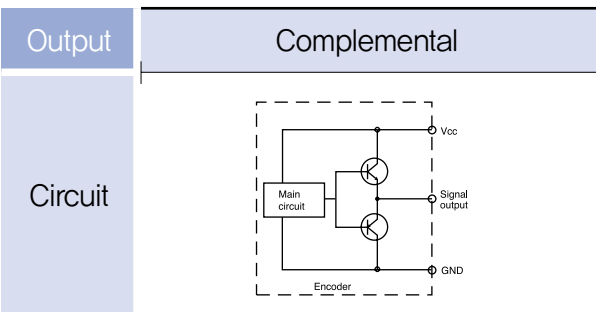 Output
Complemental
Circuit
Vcc
Main
circuit
Signal
output
GND
Encoder